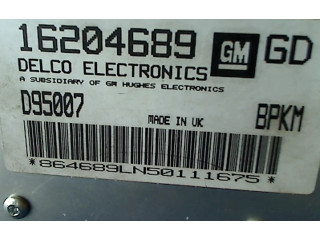 16204689 GM GD
DELCO ELECTRONICS
A SUBSIDIARY OF GM HUGHES ELECTRONICS
D95007 MADE IN UK BPKM
*864689LN50111675*